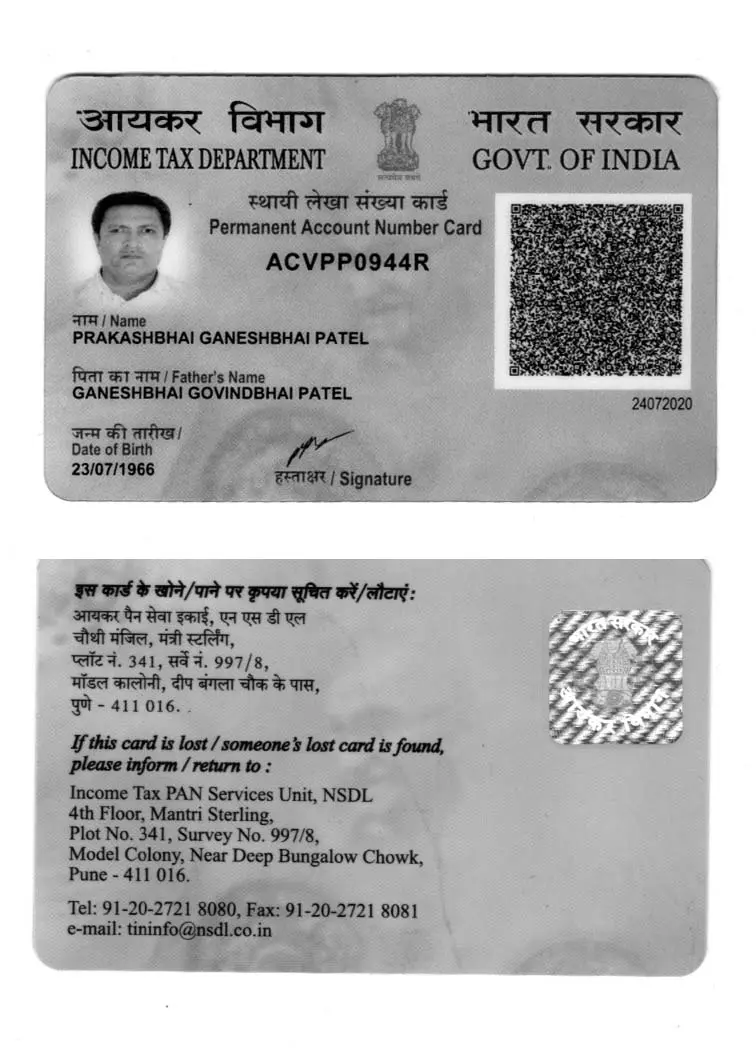 आयकर विभाग
INCOME TAX DEPARTMENT
सत्यमेव जयते
भारत सरकार
GOVT. OF INDIA
स्थायी लेखा संख्या कार्ड
Permanent Account Number Card
ACVPP0944R
नाम / Name
PRAKASHBHAI GANESHBHAI PATEL
पिता का नाम / Father's Name
GANESHBHAI GOVINDBHAI PATEL
जन्म की तारीख /
Date of Birth
23/07/1966
हस्ताक्षर / Signature
24072020
इस कार्ड के खोने/पाने पर कृपया सूचित करें/लौटाएं:
आयकर पैन सेवा इकाई, एन एस डी एल
चौथी मंजिल, मंत्री स्टर्लिंग,
प्लॉट नं. 341, सर्वे नं. 997/8,
मॉडल कालोनी, दीप बंगला चौक के पास,
पुणे - 411 016.
भारत सरकार
आयकर विभाग
If this card is lost / someone's lost card is found,
please inform / return to :
Income Tax PAN Services Unit, NSDL
4th Floor, Mantri Sterling,
Plot No. 341, Survey No. 997/8,
Model Colony, Near Deep Bungalow Chowk,
Pune - 411 016.
Tel: 91-20-2721 8080, Fax: 91-20-2721 8081
e-mail: tininfo@nsdl.co.in